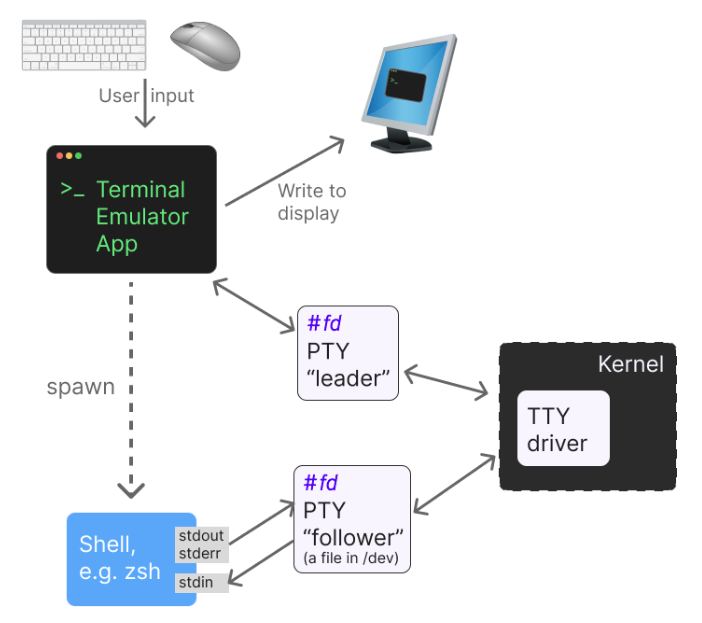 User input
>_ Terminal
Emulator
App
Write to
display
#fd
PTY
“leader”
Kernel
TTY
driver
spawn
#fd
PTY
“follower”
(a file in /dev)
Shell,
e.g. zsh
stdout
stderr
stdin